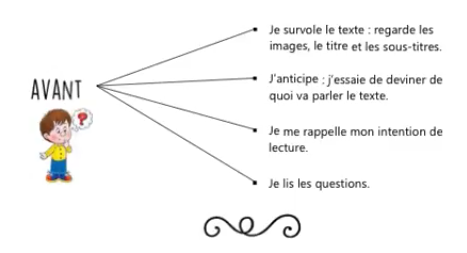 Je survole le texte : regarde les
images, le titre et les sous-titres.
AVANT
J'anticipe : j'essaie de deviner de
quoi va parler le texte.
Je me rappelle mon intention de
lecture.
Je lis les questions.
?